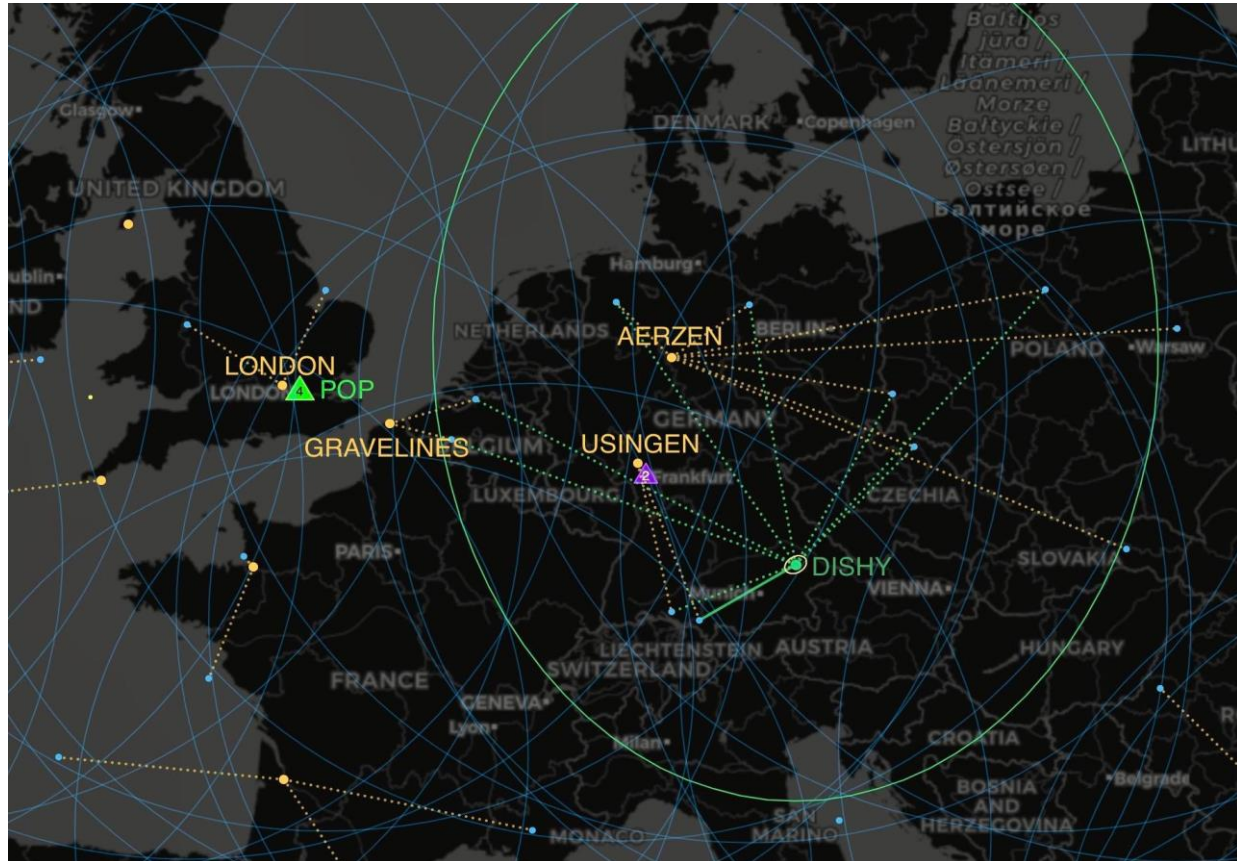 Baltijos
jūra /
Itämeri /
Läänemeri /
Morze
Bałtyckie /
Östersjön /
Østersøen /
Ostsee /
Балтийское
море
Glasgow
DENMARK
Copenhagen
LITHU
UNITED KINGDOM
Hamburg
ublin
ND
NETHERLANDS
AERZEN
BERLIN
POLAND
Warsaw
LONDON
LONDO
4
POP
GERMANY
GRAVELINES
LGIUM
USINGEN
2
Frankfurt
LUXEMBOURG
CZECHIA
PARIS
SLOVAKIA
DISHY
Munich
VIENNA
LIECHTENSTEIN
AUSTRIA
HUNGARY
SWITZERLAND
FRANCE
GENEVA
Lyon
R
Milan
CROATIA
Belgrade
BOSNIA
AND
HERZEGOVINA
SAN
MARINO
MONACO